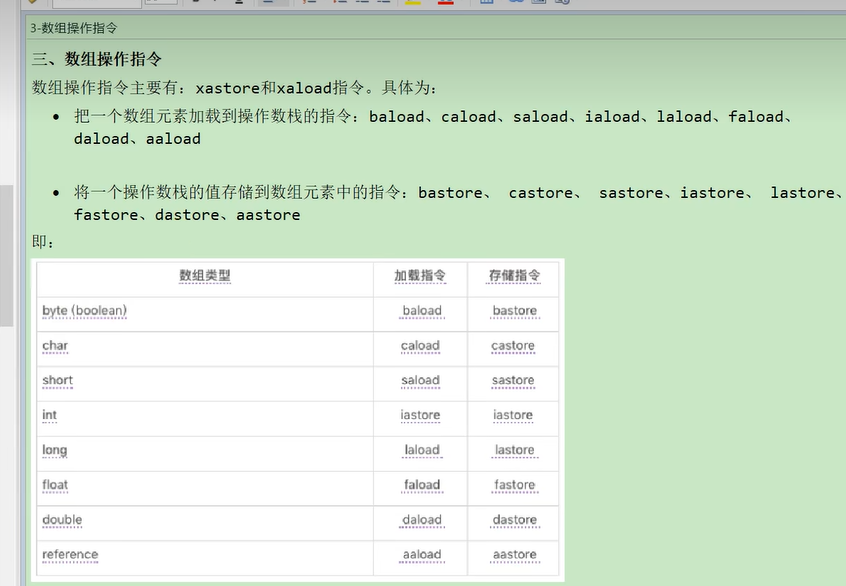 3-数组操作指令
三、数组操作指令
数组操作指令主要有：xastore和xaload指令。具体为：
• 把一个数组元素加载到操作数栈的指令：baload、caload、saload、iaload、laload、faload、
daload、aaload
• 将一个操作数栈的值存储到数组元素中的指令：bastore、 castore、 sastore、iastore、 lastore、
fastore、dastore、aastore
即：
数组类型 加载指令 存储指令
byte (boolean) baload bastore
char caload castore
short saload sastore
int iastore iastore
long laload lastore
float faload fastore
double daload dastore
reference aaload aastore